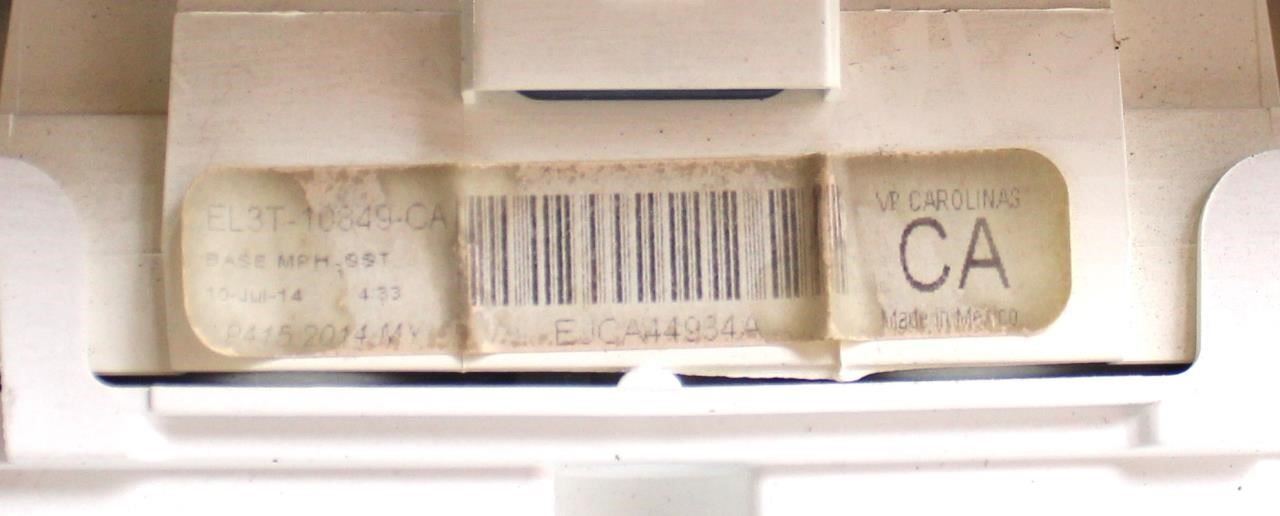 EL3T-10849-CA
BASE MPH
10-Jul-14 4:33
P415 2014 MY
EJCA44934A
VP CAROLINAS
CA
Made in Mexico